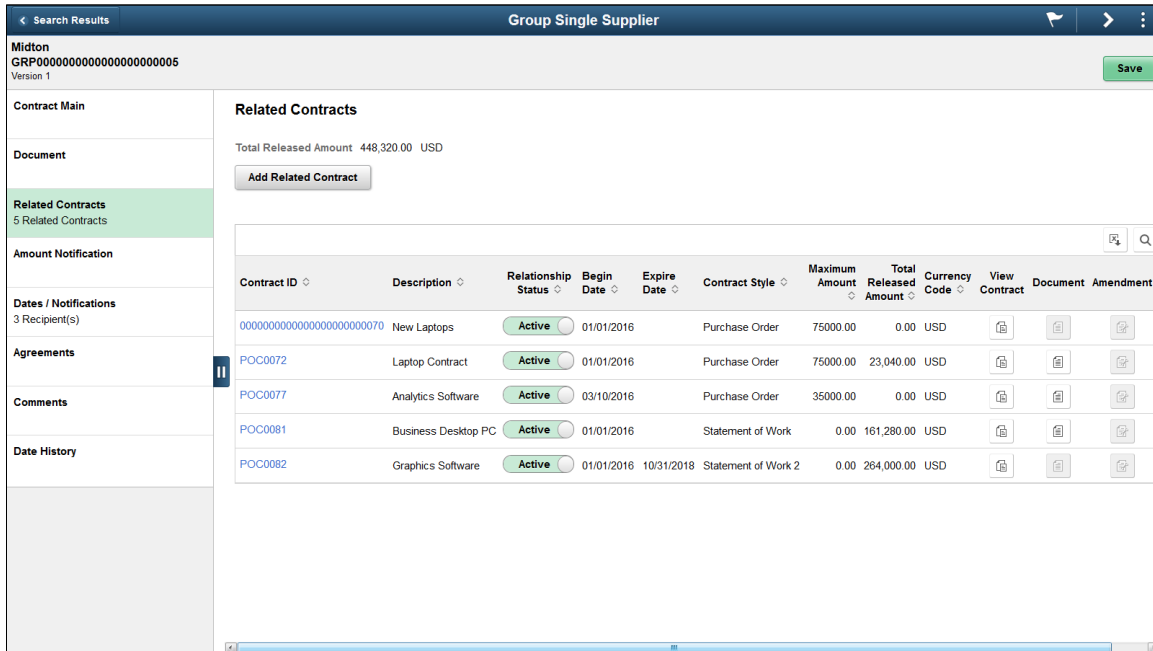 Search Results
Group Single Supplier
Midton
GRP0000000000000000000005
Version 1
Save
Contract Main
Document
Related Contracts
5 Related Contracts
Amount Notification
Dates / Notifications
3 Recipient(s)
Agreements
Comments
Date History
Related Contracts
Total Released Amount 448,320.00 USD
Add Related Contract
Contract ID Description Relationship Status Begin Date Expire Date Contract Style Maximum Amount Total Released Amount Currency Code View Contract Document Amendment
0000000000000000000000070 New Laptops Active 01/01/2016 Purchase Order 75000.00 0.00 USD
POC0072 Laptop Contract Active 01/01/2016 Purchase Order 75000.00 23,040.00 USD
POC0077 Analytics Software Active 03/10/2016 Purchase Order 35000.00 0.00 USD
POC0081 Business Desktop PC Active 01/01/2016 Statement of Work 0.00 161,280.00 USD
POC0082 Graphics Software Active 01/01/2016 10/31/2018 Statement of Work 2 0.00 264,000.00 USD